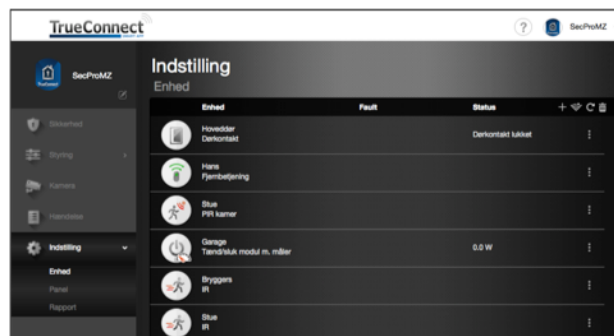 TrueConnect
?
SecProMZ
SecProMZ
Sikkerhed
Styring
Kamera
Hændelse
Indstilling
Enhed
Panel
Rapport
Indstilling
Enhed
Enhed Fault Status
Hoveddør
Dørkontakt
Dørkontakt lukket
Hans
Fjernbetjening
Stue
PIR kamer
Garage
Tænd/sluk modul m. måler
0.0 W
Bryggers
IR
Stue
IR